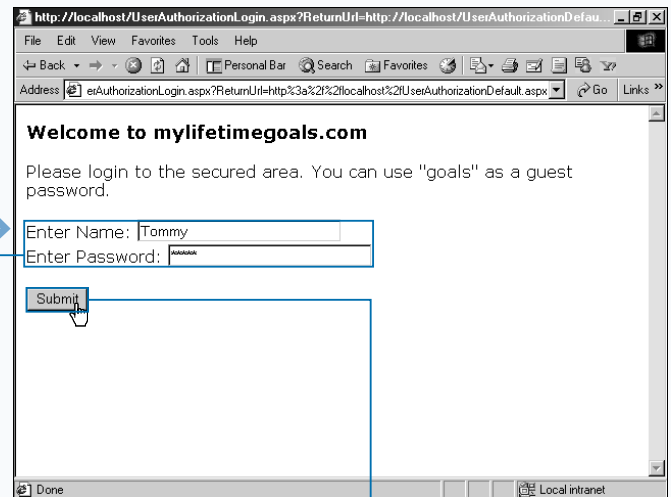 http://localhost/UserAuthorizationLogin.aspx?ReturnUrl=http://localhost/UserAuthorizationDefau...
File Edit View Favorites Tools Help
Back Personal Bar Search Favorites
Address erAuthorizationLogin.aspx?ReturnUrl=http%3a%2f%2flocalhost%2fUserAuthorizationDefault.aspx Go Links »
Welcome to mylifetimegoals.com
Please login to the secured area. You can use "goals" as a guest
password.
Enter Name: Tommy
Enter Password: *****
Submit
Done Local intranet